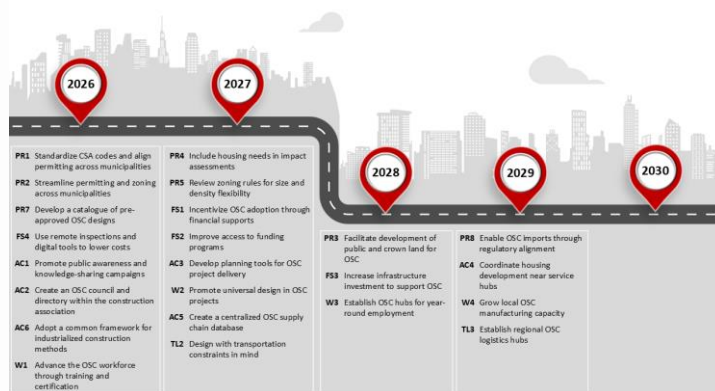 2026
2027
2028
2029
2030
PR1 Standardize CSA codes and align
permitting across municipalities
PR2 Streamline permitting and zoning
across municipalities
PR7 Develop a catalogue of pre-
approved OSC designs
FS4 Use remote inspections and
digital tools to lower costs
AC1 Promote public awareness and
knowledge-sharing campaigns
AC2 Create an OSC council and
directory within the construction
association
AC6 Adopt a common framework for
industrialized construction
methods
W1 Advance the OSC workforce
through training and
certification
PR4 Include housing needs in impact
assessments
PR5 Review zoning rules for size and
density flexibility
FS1 Incentivize OSC adoption through
financial supports
FS2 Improve access to funding
programs
AC3 Develop planning tools for OSC
project delivery
W2 Promote universal design in OSC
projects
AC5 Create a centralized OSC supply
chain database
TL2 Design with transportation
constraints in mind
PR3 Facilitate development of
public and crown land for
OSC
FS3 Increase infrastructure
investment to support OSC
W3 Establish OSC hubs for year-
round employment
PR8 Enable OSC imports through
regulatory alignment
AC4 Coordinate housing
development near service
hubs
W4 Grow local OSC
manufacturing capacity
TL3 Establish regional OSC
logistics hubs